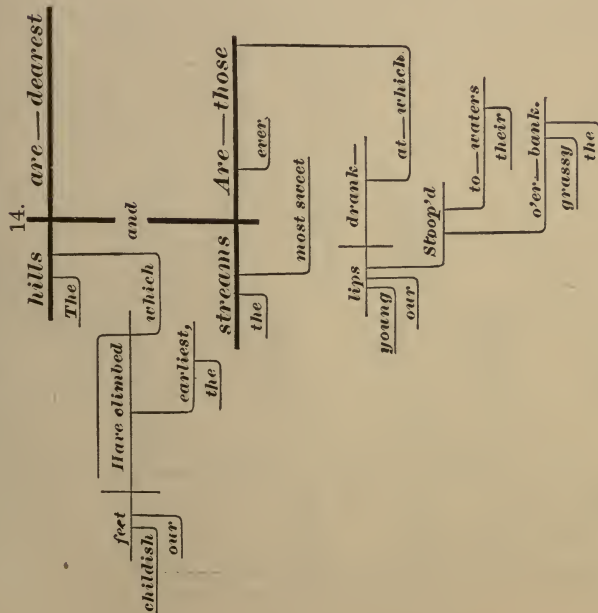 14.
hills are—dearest
The
which
feet Have climbed
childish
our
earliest,
the
and
streams Are—those
the
most sweet
ever
at—which
lips drank—
young
our
Stoop'd
to—waters
their
o'er—bank.
grassy
the